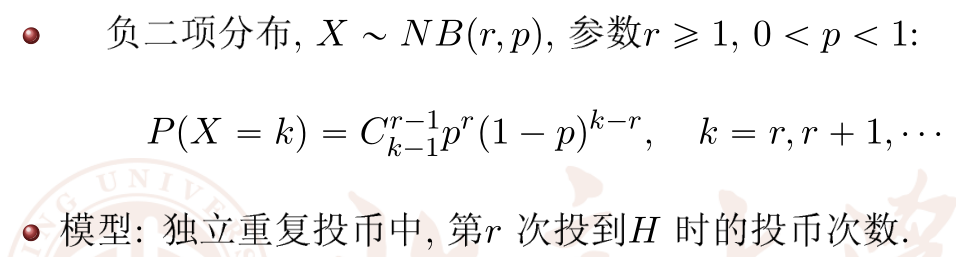 负二项分布, X ∼ NB(r, p), 参数r ⩾ 1, 0 < p < 1:
P(X = k) = C_{k−1}^{r−1} p^r (1 − p)^{k−r}, k = r, r + 1, ⋯
模型: 独立重复投币中, 第r 次投到H 时的投币次数.